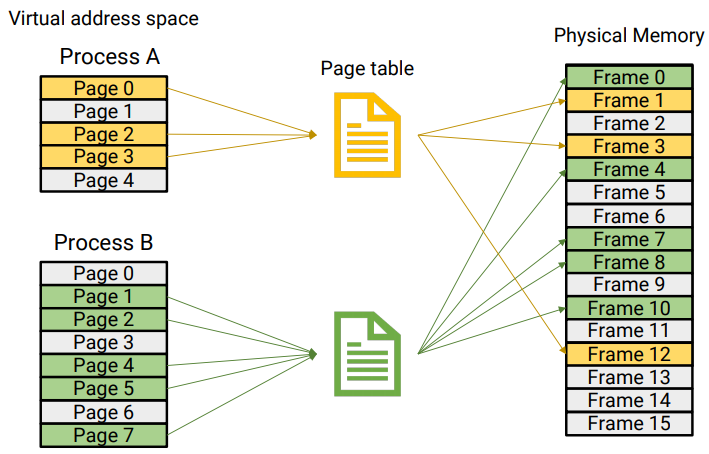 Virtual address space
Process A
Page 0
Page 1
Page 2
Page 3
Page 4
Process B
Page 0
Page 1
Page 2
Page 3
Page 4
Page 5
Page 6
Page 7
Page table
Physical Memory
Frame 0
Frame 1
Frame 2
Frame 3
Frame 4
Frame 5
Frame 6
Frame 7
Frame 8
Frame 9
Frame 10
Frame 11
Frame 12
Frame 13
Frame 14
Frame 15